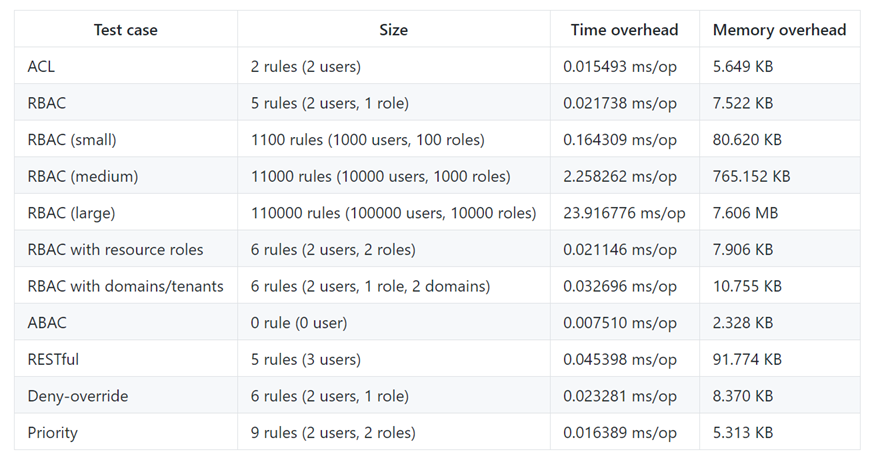 Test case Size Time overhead Memory overhead
ACL 2 rules (2 users) 0.015493 ms/op 5.649 KB
RBAC 5 rules (2 users, 1 role) 0.021738 ms/op 7.522 KB
RBAC (small) 1100 rules (1000 users, 100 roles) 0.164309 ms/op 80.620 KB
RBAC (medium) 11000 rules (10000 users, 1000 roles) 2.258262 ms/op 765.152 KB
RBAC (large) 110000 rules (100000 users, 10000 roles) 23.916776 ms/op 7.606 MB
RBAC with resource roles 6 rules (2 users, 2 roles) 0.021146 ms/op 7.906 KB
RBAC with domains/tenants 6 rules (2 users, 1 role, 2 domains) 0.032696 ms/op 10.755 KB
ABAC 0 rule (0 user) 0.007510 ms/op 2.328 KB
RESTful 5 rules (3 users) 0.045398 ms/op 91.774 KB
Deny-override 6 rules (2 users, 1 role) 0.023281 ms/op 8.370 KB
Priority 9 rules (2 users, 2 roles) 0.016389 ms/op 5.313 KB